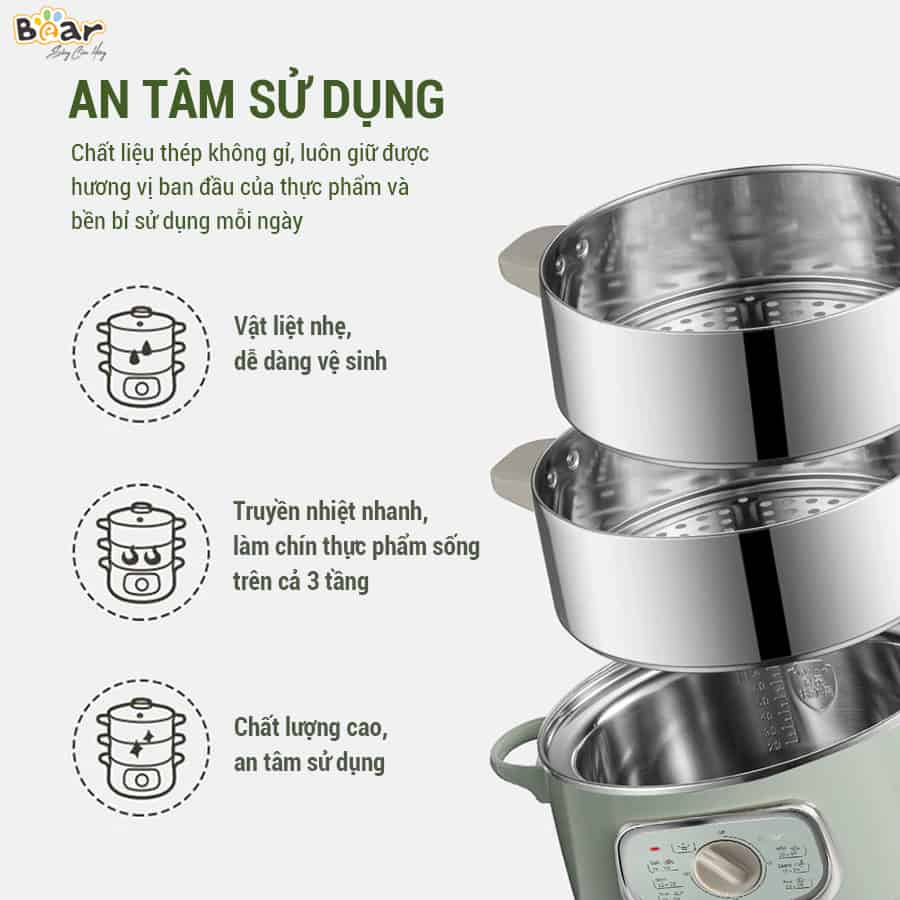 Bear
AN TÂM SỬ DỤNG
Chất liệu thép không gỉ, luôn giữ được
hương vị ban đầu của thực phẩm và
bền bỉ sử dụng mỗi ngày
Vật liệt nhẹ,
dễ dàng vệ sinh
Truyền nhiệt nhanh,
làm chín thực phẩm sống
trên cả 3 tầng
Chất lượng cao,
an tâm sử dụng